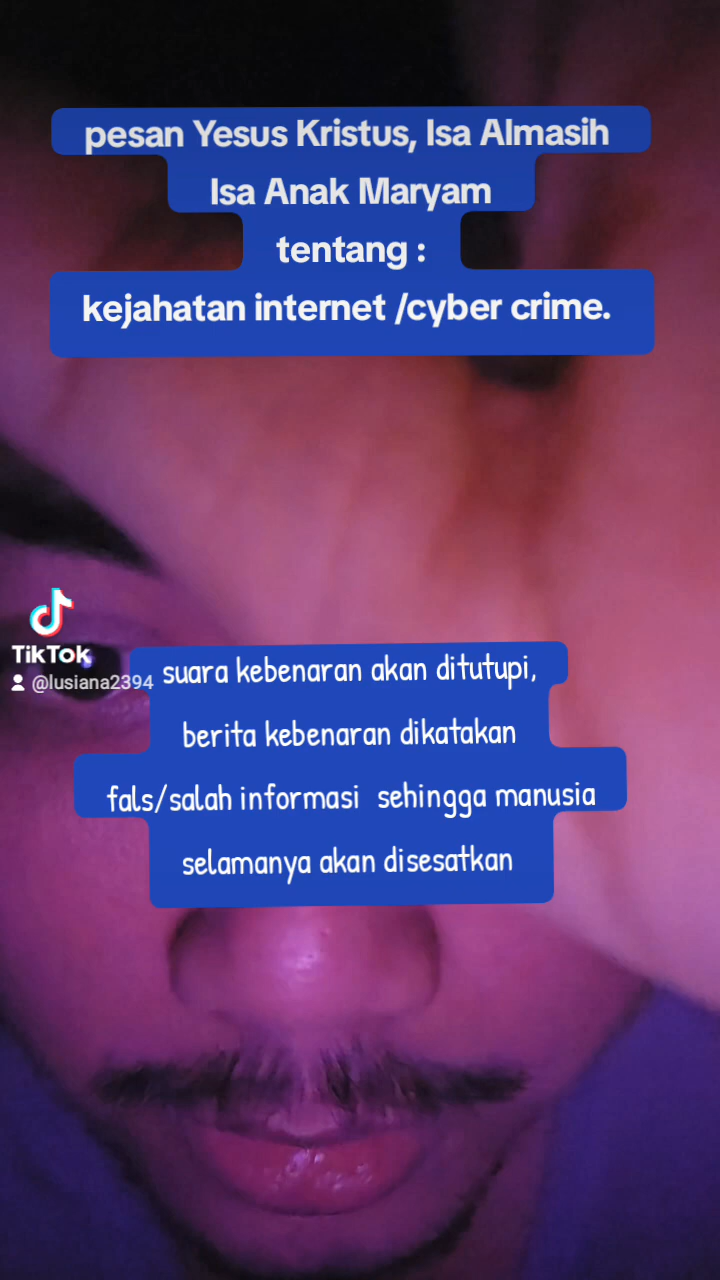 pesan Yesus Kristus, Isa Almasih
Isa Anak Maryam
tentang :
kejahatan internet /cyber crime.
TikTok
@lusiana2394
suara kebenaran akan ditutupi,
berita kebenaran dikatakan
fals/salah informasi sehingga manusia
selamanya akan disesatkan